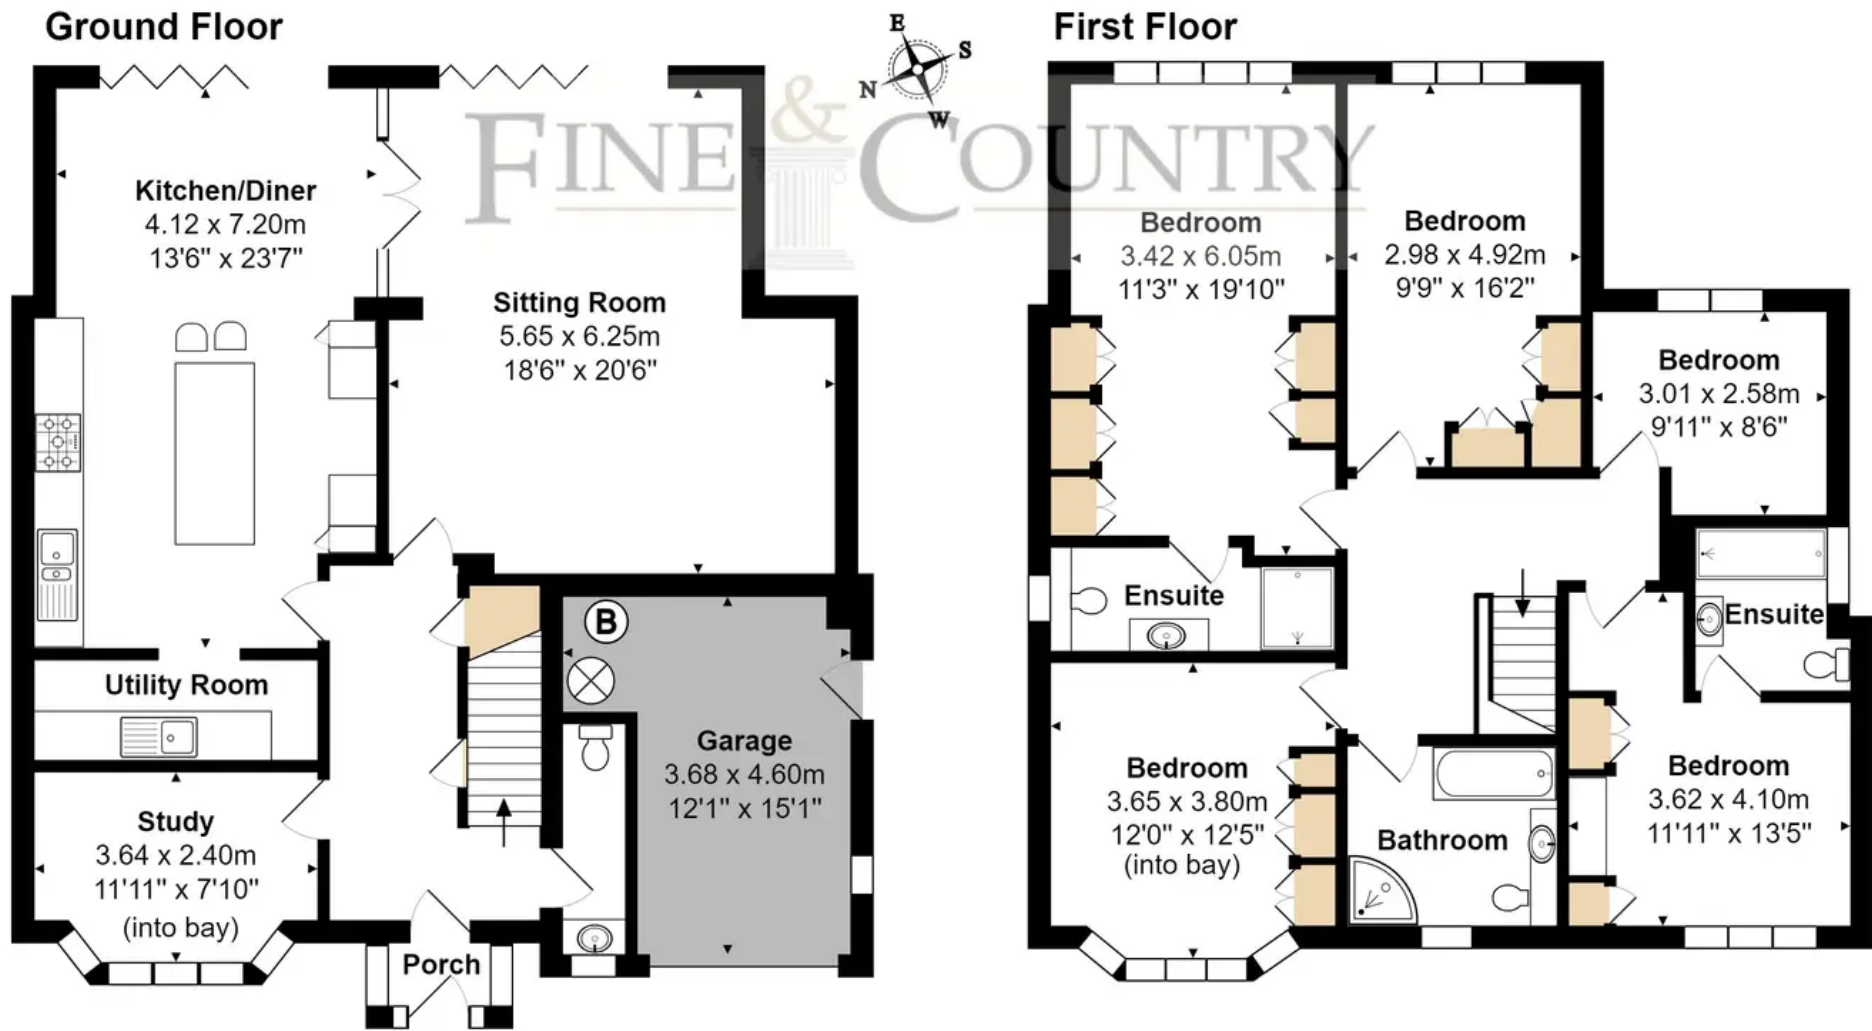 Ground Floor
First Floor
E
S
N
W
FINE & COUNTRY
Kitchen/Diner
4.12 x 7.20m
13'6" x 23'7"
Sitting Room
5.65 x 6.25m
18'6" x 20'6"
Utility Room
Study
3.64 x 2.40m
11'11" x 7'10"
(into bay)
Porch
B
Garage
3.68 x 4.60m
12'1" x 15'1"
Bedroom
3.42 x 6.05m
11'3" x 19'10"
Bedroom
2.98 x 4.92m
9'9" x 16'2"
Bedroom
3.01 x 2.58m
9'11" x 8'6"
Ensuite
Ensuite
Bedroom
3.65 x 3.80m
12'0" x 12'5"
(into bay)
Bathroom
Bedroom
3.62 x 4.10m
11'11" x 13'5"